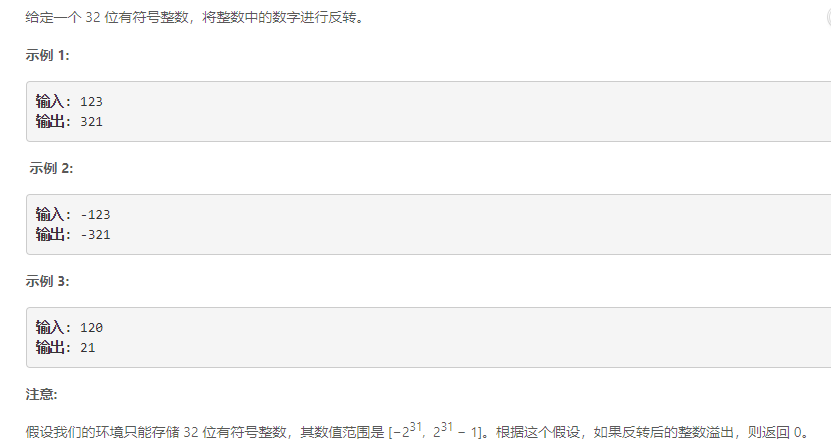 给定一个 32 位有符号整数，将整数中的数字进行反转。
示例 1:
输入: 123
输出: 321
示例 2:
输入: -123
输出: -321
示例 3:
输入: 120
输出: 21
注意:
假设我们的环境只能存储 32 位有符号整数，其数值范围是 [−2³¹, 2³¹ − 1]。根据这个假设，如果反转后的整数溢出，则返回 0。